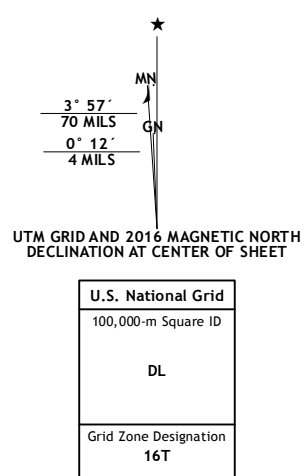 ★
MN
3° 57´
70 MILS
GN
0° 12´
4 MILS
UTM GRID AND 2016 MAGNETIC NORTH
DECLINATION AT CENTER OF SHEET
U.S. National Grid
100,000-m Square ID
DL
Grid Zone Designation
16T